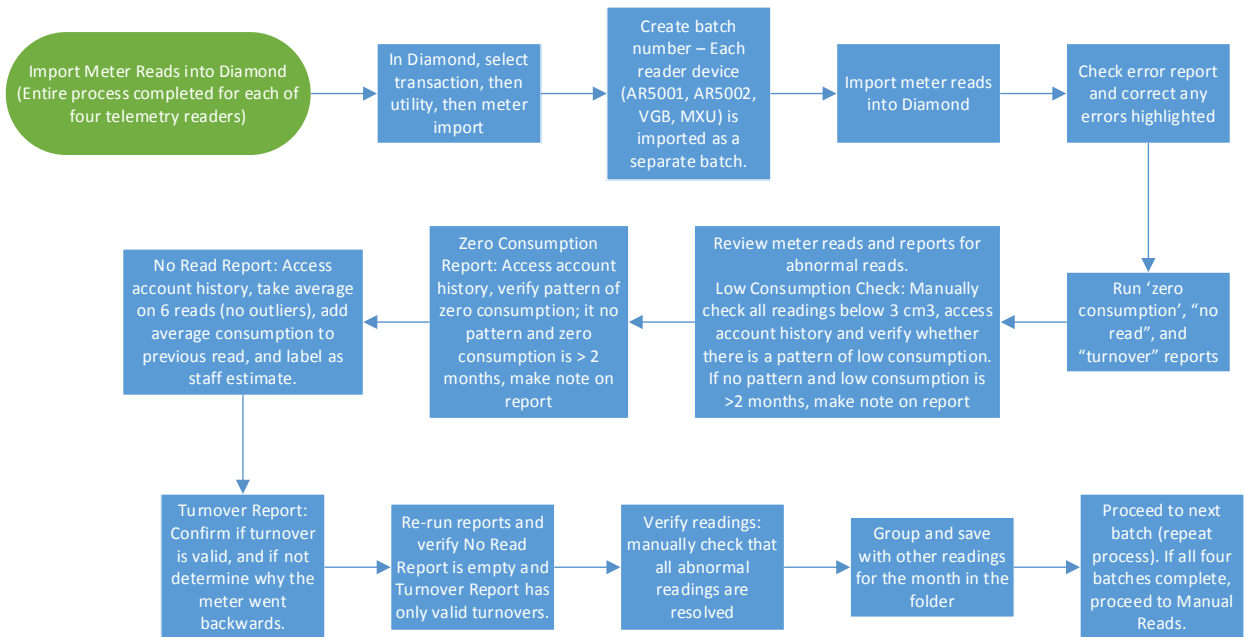 Import Meter Reads into Diamond
(Entire process completed for each of
four telemetry readers)
In Diamond, select
transaction, then
utility, then meter
import
Create batch
number – Each
reader device
(AR5001, AR5002,
VGB, MXU) is
imported as a
separate batch.
Import meter reads
into Diamond
Check error report
and correct any
errors highlighted
Run ‘zero
consumption’, “no
read”, and
“turnover” reports
Review meter reads and reports for
abnormal reads.
Low Consumption Check: Manually
check all readings below 3 cm3, access
account history and verify whether
there is a pattern of low consumption.
If no pattern and low consumption is
>2 months, make note on report
Zero Consumption
Report: Access account
history, verify pattern of
zero consumption; it no
pattern and zero
consumption is > 2
months, make note on
report
No Read Report: Access
account history, take average
on 6 reads (no outliers), add
average consumption to
previous read, and label as
staff estimate.
Turnover Report:
Confirm if turnover
is valid, and if not
determine why the
meter went
backwards.
Re-run reports and
verify No Read
Report is empty and
Turnover Report has
only valid turnovers.
Verify readings:
manually check that
all abnormal
readings are
resolved
Group and save
with other readings
for the month in the
folder
Proceed to next
batch (repeat
process). If all four
batches complete,
proceed to Manual
Reads.